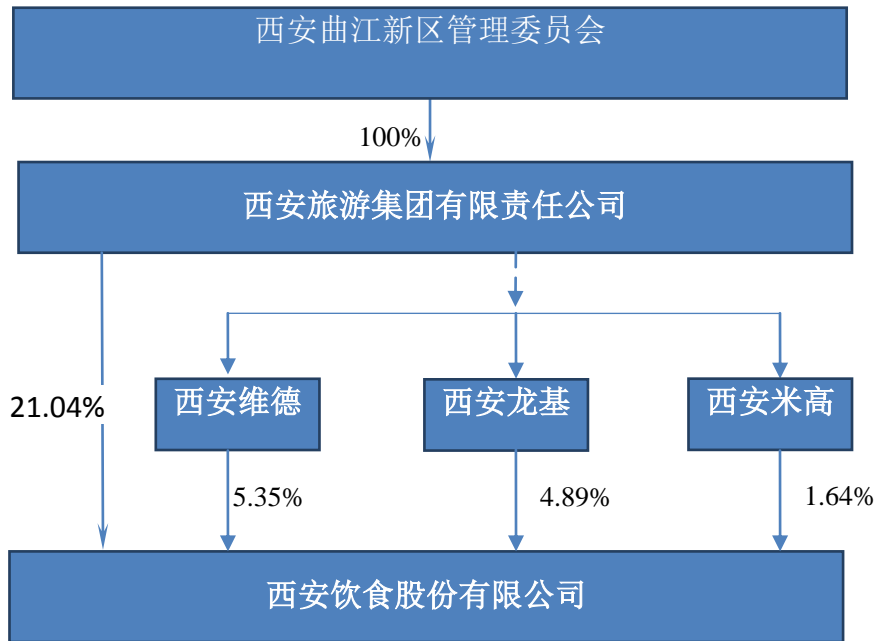 西安曲江新区管理委员会
100%
西安旅游集团有限责任公司
21.04%
西安维德
西安龙基
西安米高
5.35%
4.89%
1.64%
西安饮食股份有限公司